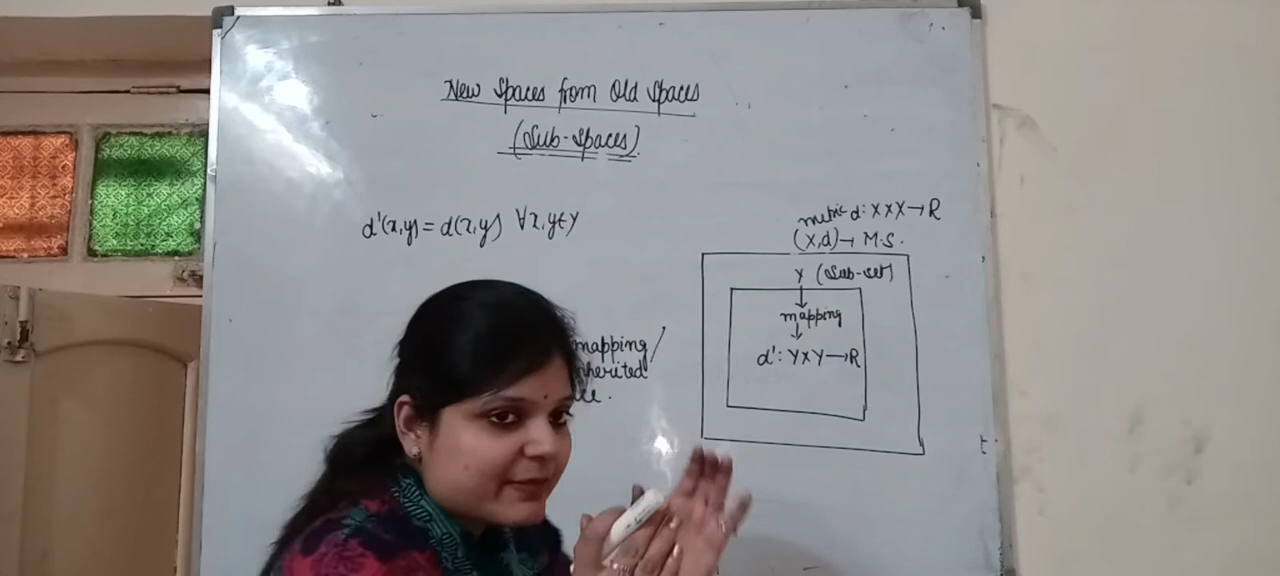 New Spaces from Old Spaces
(Sub-Spaces)
d'(x,y) = d(x,y) ∀x,y∈Y
mapping/
inherited
metric d: X×X→R
(X,d)→ M.S.
Y (Sub-set)
mapping
d': Y×Y→R